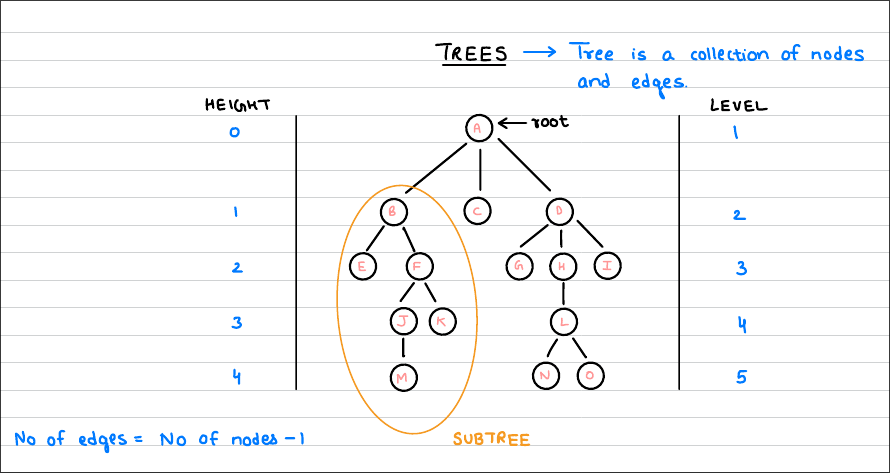 TREES → Tree is a collection of nodes
and edges.
HEIGHT LEVEL
0 A ← root 1
1 B C D 2
2 E F G H I 3
3 J K L 4
4 M N O 5
No of edges = No of nodes - 1 SUBTREE